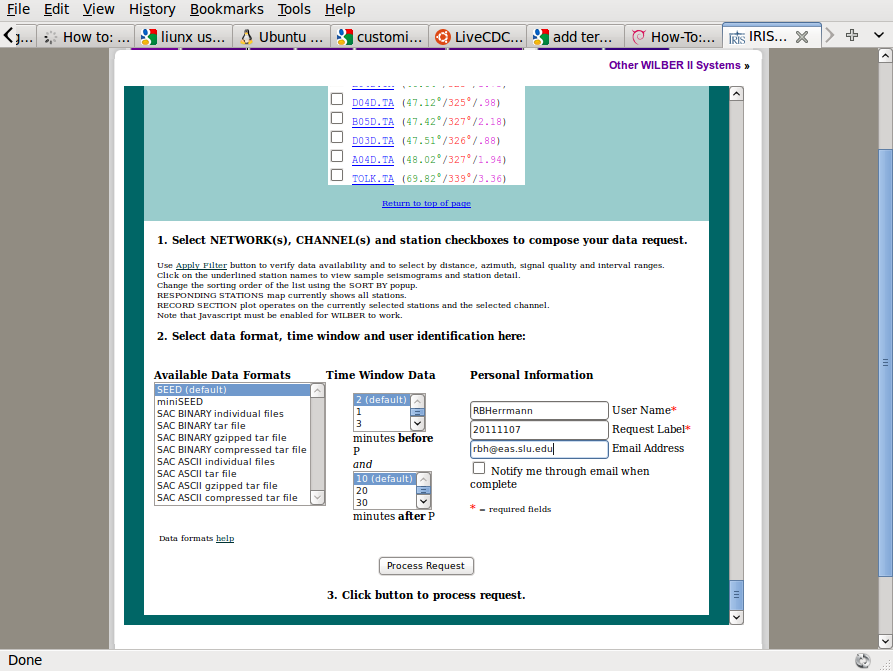 File Edit View History Bookmarks Tools Help
g... How to: ... liunx us... Ubuntu ... customi... LiveCDC... add ter... How-To:... IRIS...
Other WILBER II Systems »
D04D.TA (47.12°/325°/.98)
B05D.TA (47.42°/327°/2.18)
D03D.TA (47.51°/326°/.88)
A04D.TA (48.02°/327°/1.94)
TOLK.TA (69.82°/339°/3.36)
Return to top of page
1. Select NETWORK(s), CHANNEL(s) and station checkboxes to compose your data request.
Use Apply Filter button to verify data availability and to select by distance, azimuth, signal quality and interval ranges.
Click on the underlined station names to view sample seismograms and station detail.
Change the sorting order of the list using the SORT BY popup.
RESPONDING STATIONS map currently shows all stations.
RECORD SECTION plot operates on the currently selected stations and the selected channel.
Note that Javascript must be enabled for WILBER to work.
2. Select data format, time window and user identification here:
Available Data Formats
SEED (default)
miniSEED
SAC BINARY individual files
SAC BINARY tar file
SAC BINARY gzipped tar file
SAC BINARY compressed tar file
SAC ASCII individual files
SAC ASCII tar file
SAC ASCII gzipped tar file
SAC ASCII compressed tar file
Data formats help
Time Window Data
2 (default)
1
3
minutes before
P
and
10 (default)
20
30
minutes after P
Personal Information
RBHerrmann User Name*
20111107 Request Label*
rbh@eas.slu.edu Email Address
Notify me through email when
complete
* = required fields
Process Request
3. Click button to process request.
Done